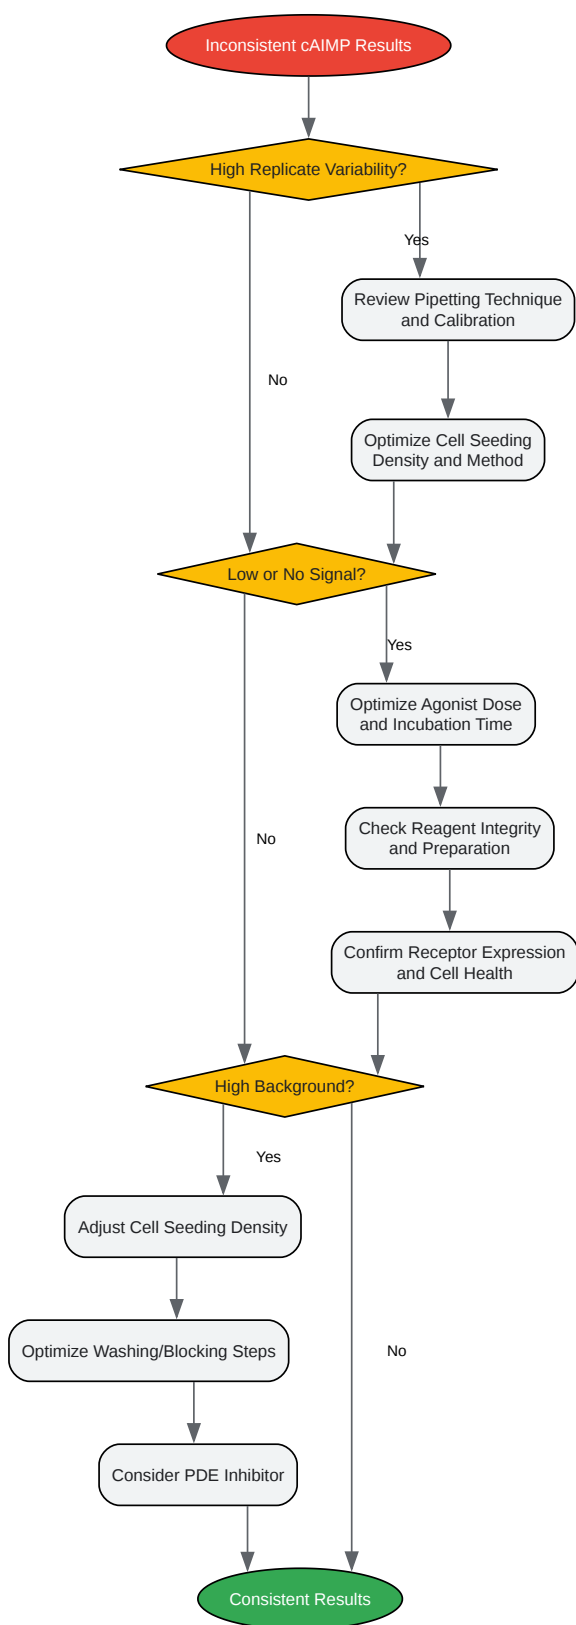 Inconsistent cAIMP Results
High Replicate Variability?
Yes
Review Pipetting Technique
and Calibration
No
Optimize Cell Seeding
Density and Method
Low or No Signal?
Yes
Optimize Agonist Dose
and Incubation Time
No
Check Reagent Integrity
and Preparation
Confirm Receptor Expression
and Cell Health
High Background?
Yes
Adjust Cell Seeding Density
Optimize Washing/Blocking Steps
No
Consider PDE Inhibitor
Consistent Results